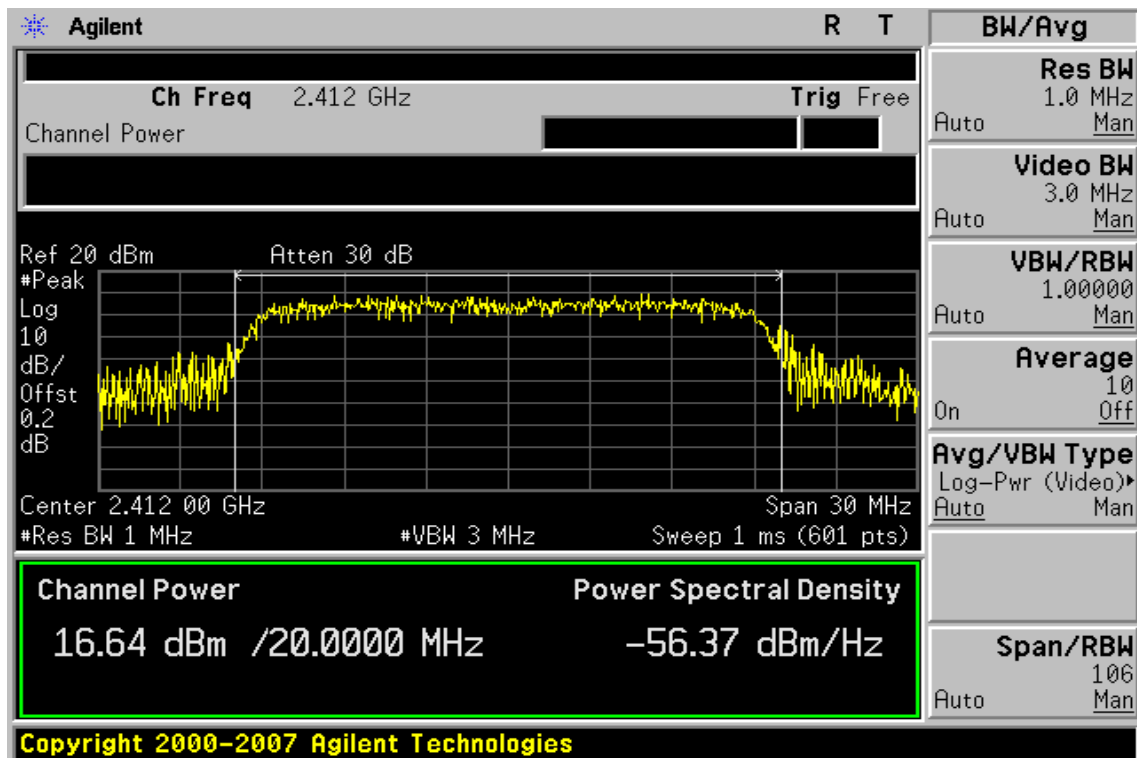 Agilent R T
Ch Freq 2.412 GHz Trig Free
Channel Power
Ref 20 dBm Atten 30 dB
#Peak
Log
10
dB/
Offst
0.2
dB
Center 2.412 00 GHz Span 30 MHz
#Res BW 1 MHz #VBW 3 MHz Sweep 1 ms (601 pts)
Channel Power Power Spectral Density
16.64 dBm /20.0000 MHz -56.37 dBm/Hz
Copyright 2000-2007 Agilent Technologies
BW/Avg
Res BW
1.0 MHz
Auto Man
Video BW
3.0 MHz
Auto Man
VBW/RBW
1.00000
Auto Man
Average
10
On Off
Avg/VBW Type
Log-Pwr (Video)▸
Auto Man
Span/RBW
106
Auto Man